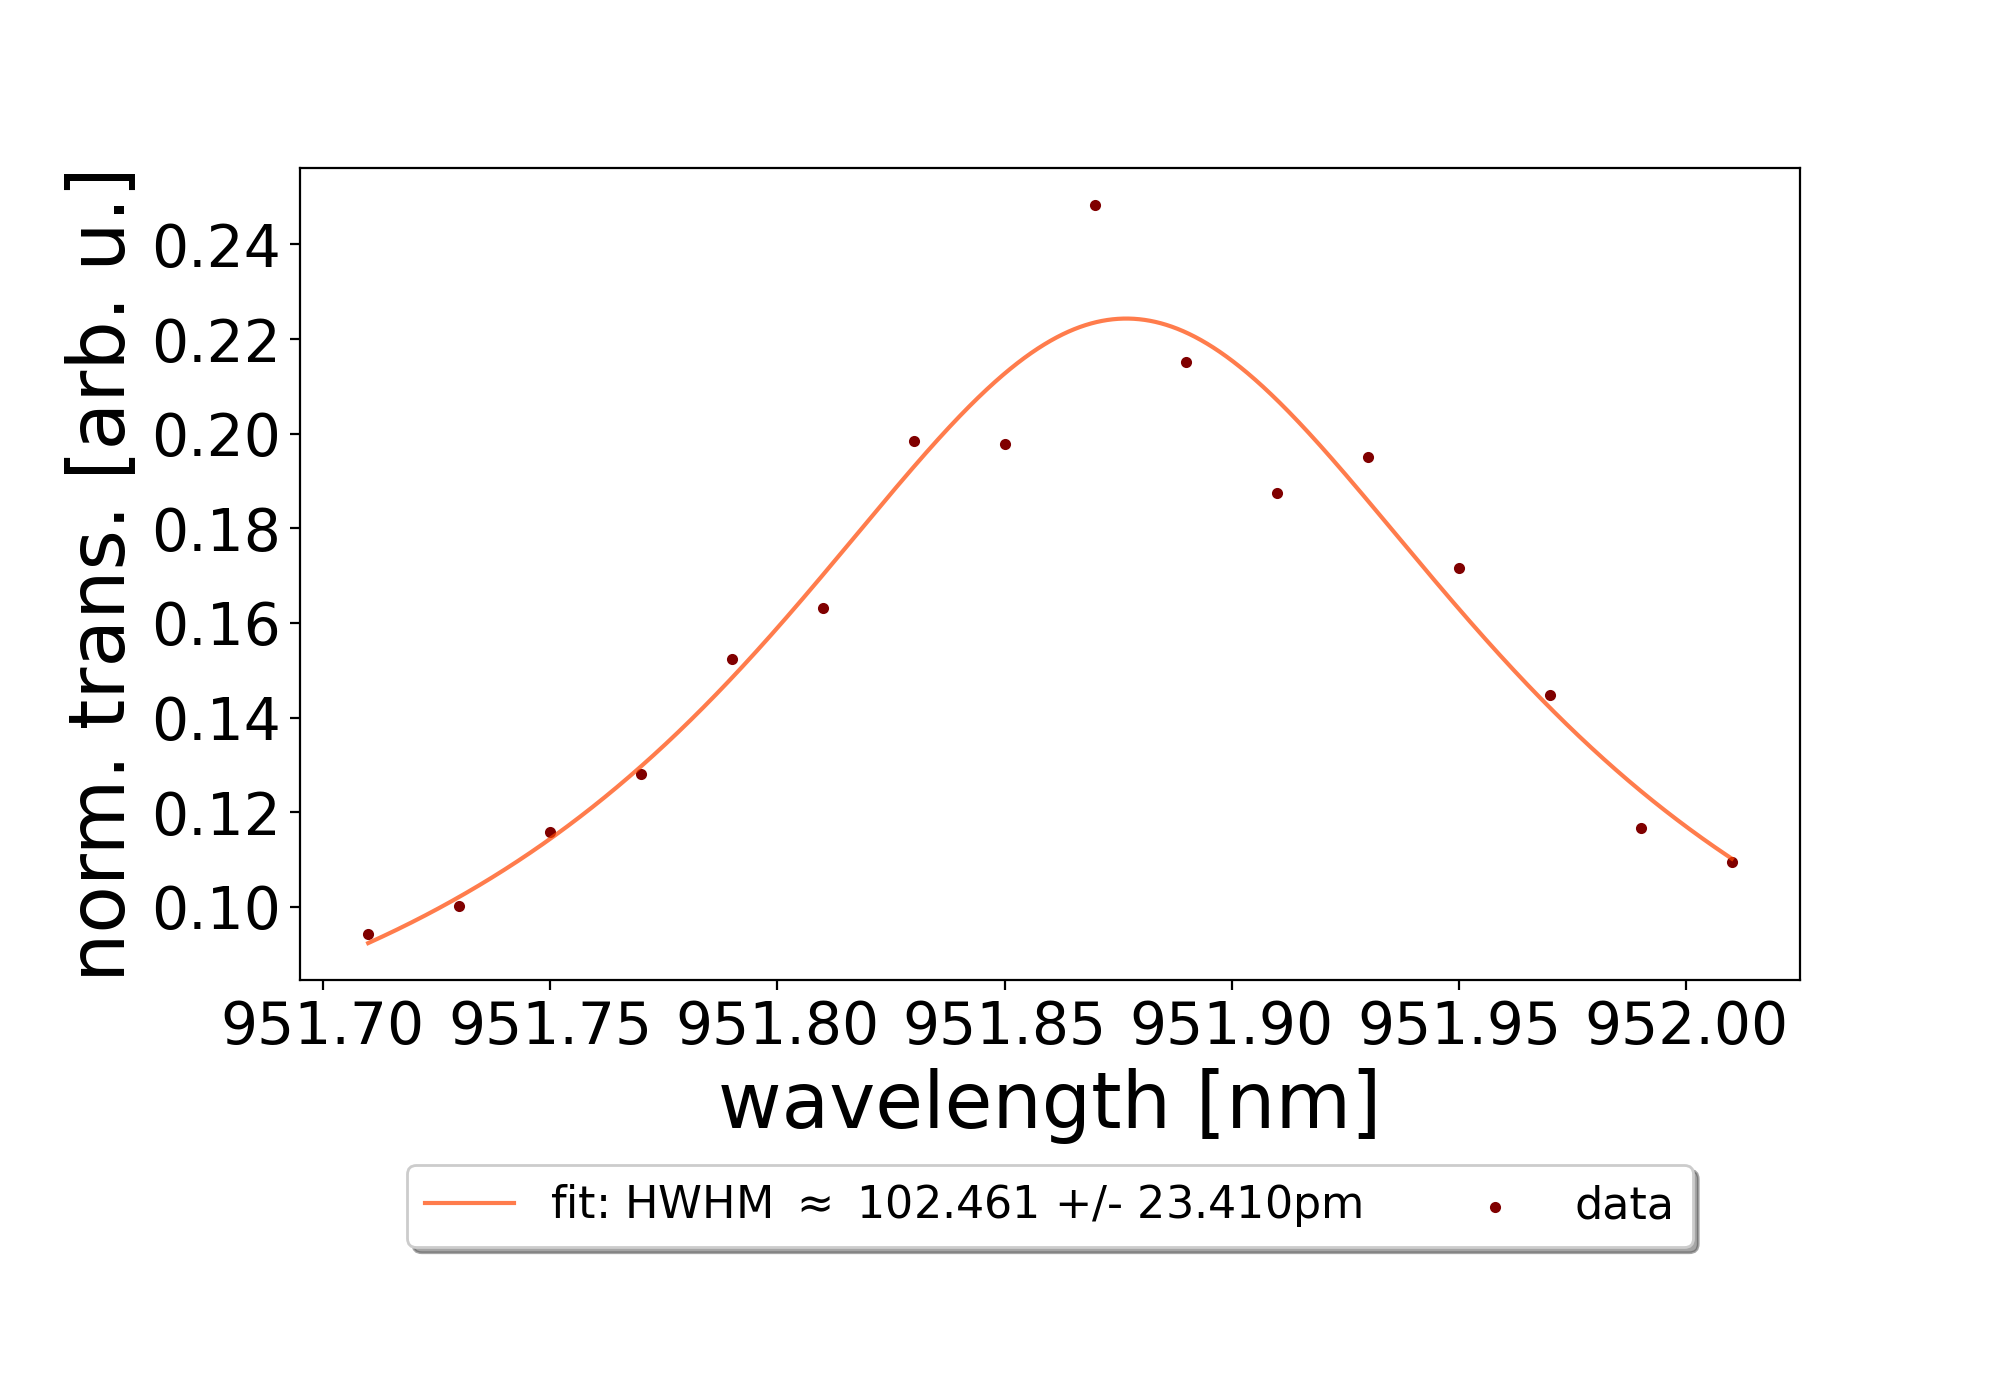 norm. trans. [arb. u.]
0.24
0.22
0.20
0.18
0.16
0.14
0.12
0.10
951.70 951.75 951.80 951.85 951.90 951.95 952.00
wavelength [nm]
fit: HWHM ≈ 102.461 +/- 23.410pm data